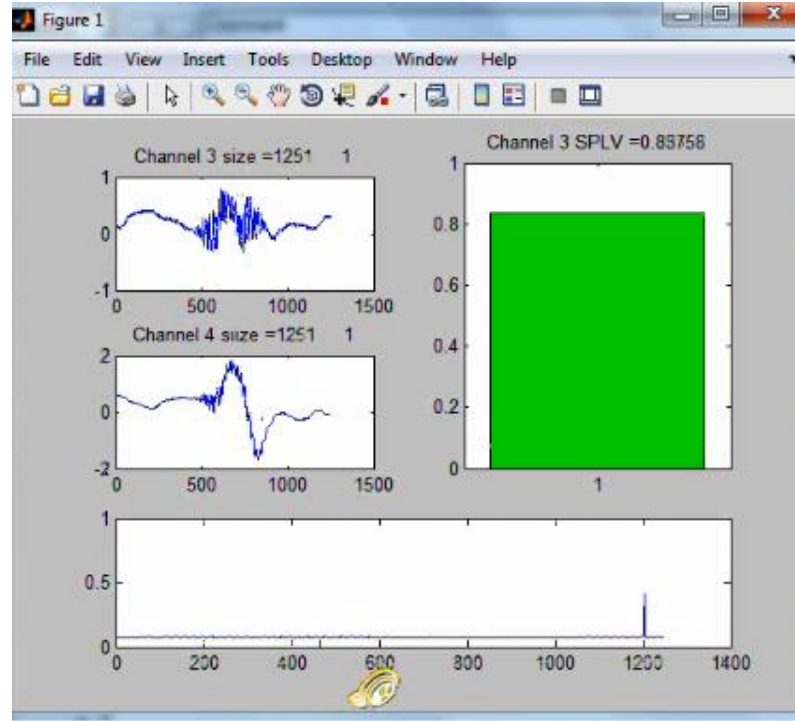 Figure 1
File Edit View Insert Tools Desktop Window Help
Channel 3 size =1251 1
1
0
-1
0 500 1000 1500
Channel 4 siize =1251 1
2
0
-2
0 500 1000 1500
Channel 3 SPLV =0.83758
1
0.8
0.6
0.4
0.2
0
1
1
0.5
0
0 200 400 600 800 1000 1200 1400